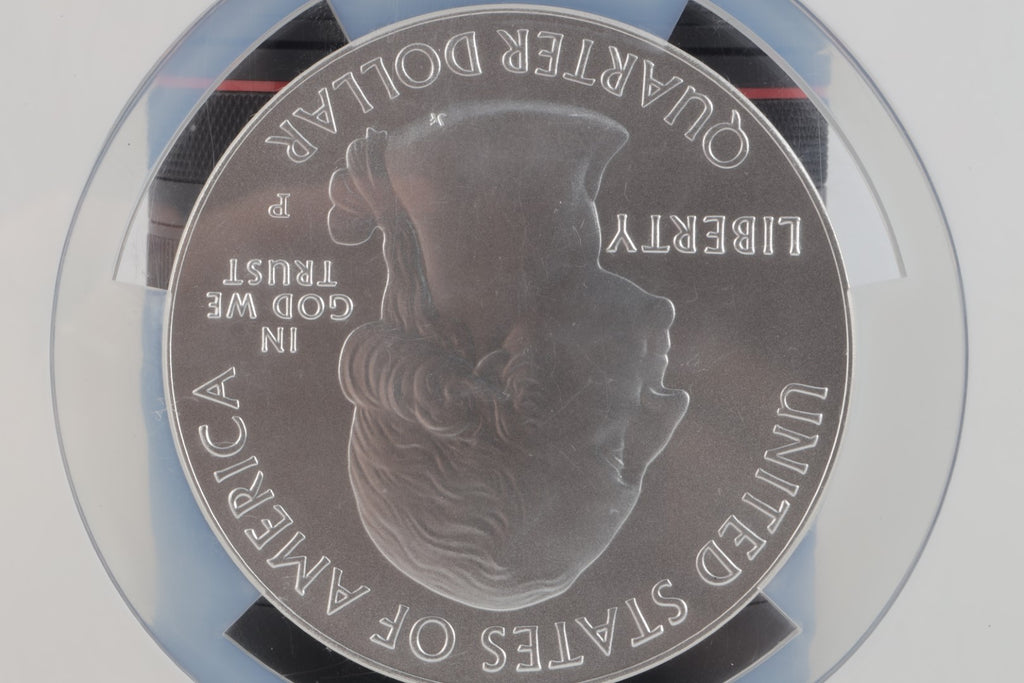 UNITED STATES OF AMERICA
LIBERTY
IN
GOD WE
TRUST
P
QUARTER DOLLAR